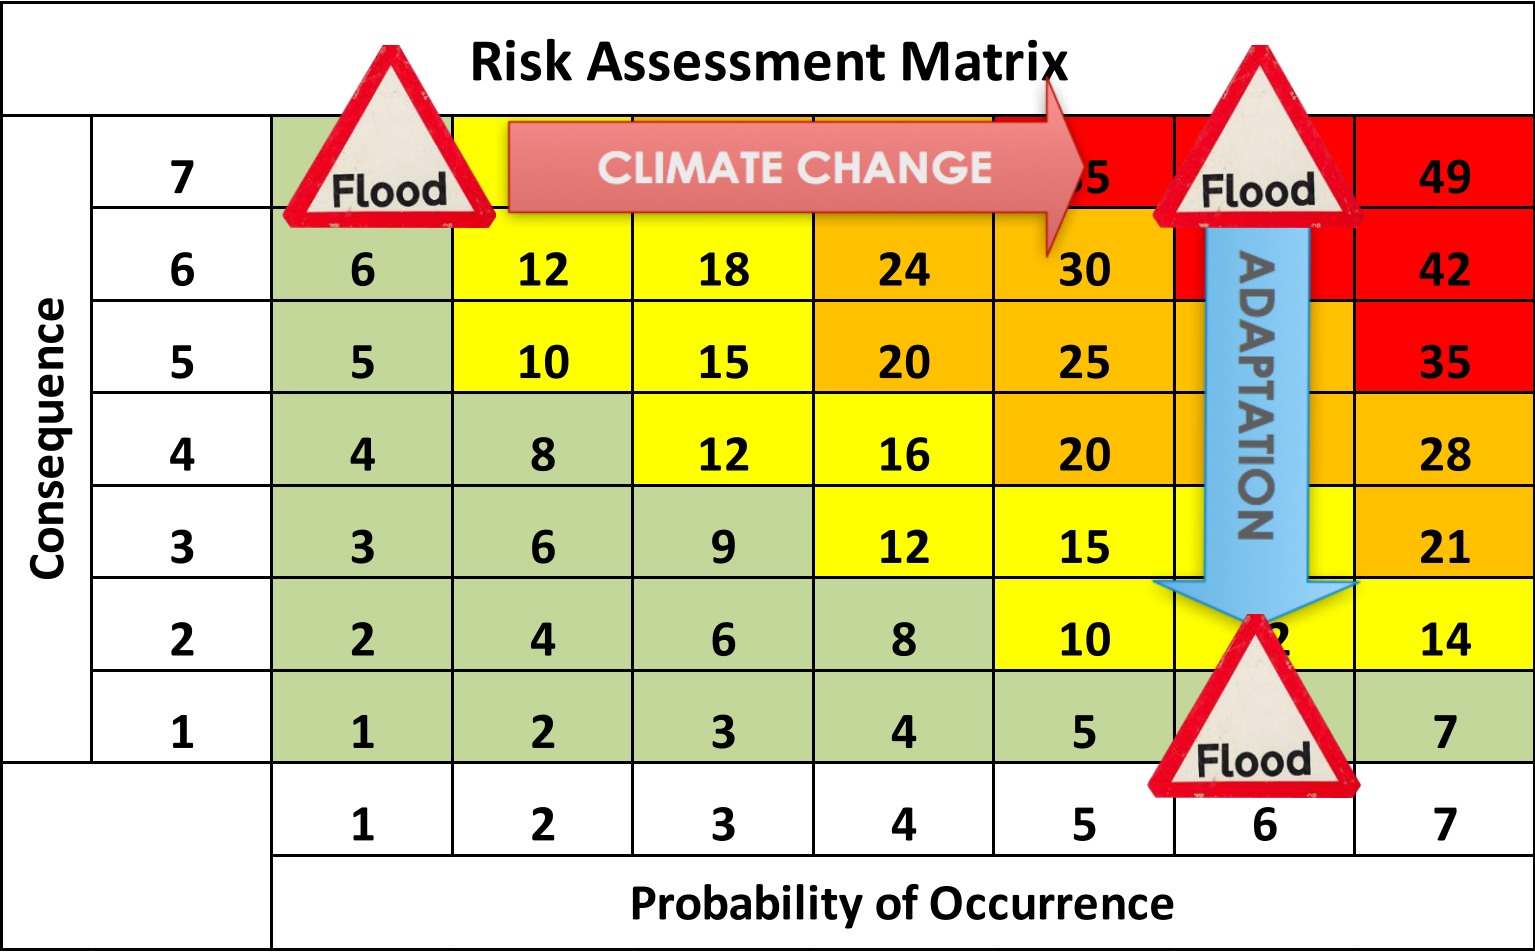 Risk Assessment Matrix
Consequence
7 Flood CLIMATE CHANGE 5 Flood 49
6 6 12 18 24 30 42
5 5 10 15 20 25 35
4 4 8 12 16 20 28
3 3 6 9 12 15 21
2 2 4 6 8 10 2 14
1 1 2 3 4 5 Flood 7
ADAPTATION
1 2 3 4 5 6 7
Probability of Occurrence